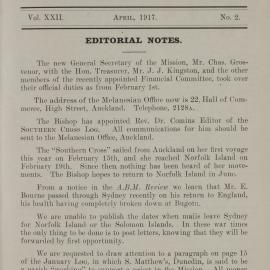 Vol. XXII. April, 1917. No. 2.
EDITORIAL NOTES.
The new General Secretary of the Mission, Mr. Chas. Gros-
venor, with the Hon. Treasurer, Mr. J. J. Kingston, and the other
members of the recently appointed Financial Committee, took over
their official duties as from February 1st.
The address of the Melanesian Office now is 22, Hall of Com-
merce, High Street, Auckland. Telephone, 2128A.
The Bishop has appointed Rev. Dr. Comins Editor of the
Southern Cross Log. All communications for him should
be sent to the Melanesian Office, Auckland.
The "Southern Cross" sailed from Auckland on her first voyage
this year on February 15th, and she reached Norfolk Island on
February 19th. Since then nothing has been heard of her move-
ments. The Bishop hopes to return to Norfolk Island in June.
From a notice in the A.B.M. Review we learn that Mr. E.
Bourne passed through Sydney recently on his return to England,
his health having completely broken down at Bugotu.
We are unable to publish the dates when mails leave Sydney
for Norfolk Island or the Solomon Islands. In these war times
the only thing to be done is to post letters, knowing that they will be
forwarded by first opportunity.
We are requested to draw attention to a paragraph on page 15
of the January Log, in which S. Matthew's, Dunedin, is said to be